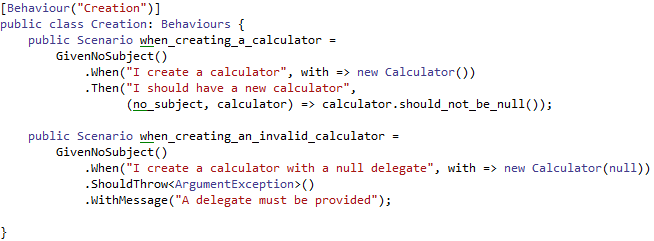 [Behaviour("Creation")]
public class Creation: Behaviours {
    public Scenario when_creating_a_calculator =
        GivenNoSubject()
            .When("I create a calculator", with => new Calculator())
            .Then("I should have a new calculator",
                  (no_subject, calculator) => calculator.should_not_be_null());

    public Scenario when_creating_an_invalid_calculator =
        GivenNoSubject()
            .When("I create a calculator with a null delegate", with => new Calculator(null))
            .ShouldThrow<ArgumentException>()
            .WithMessage("A delegate must be provided");

}